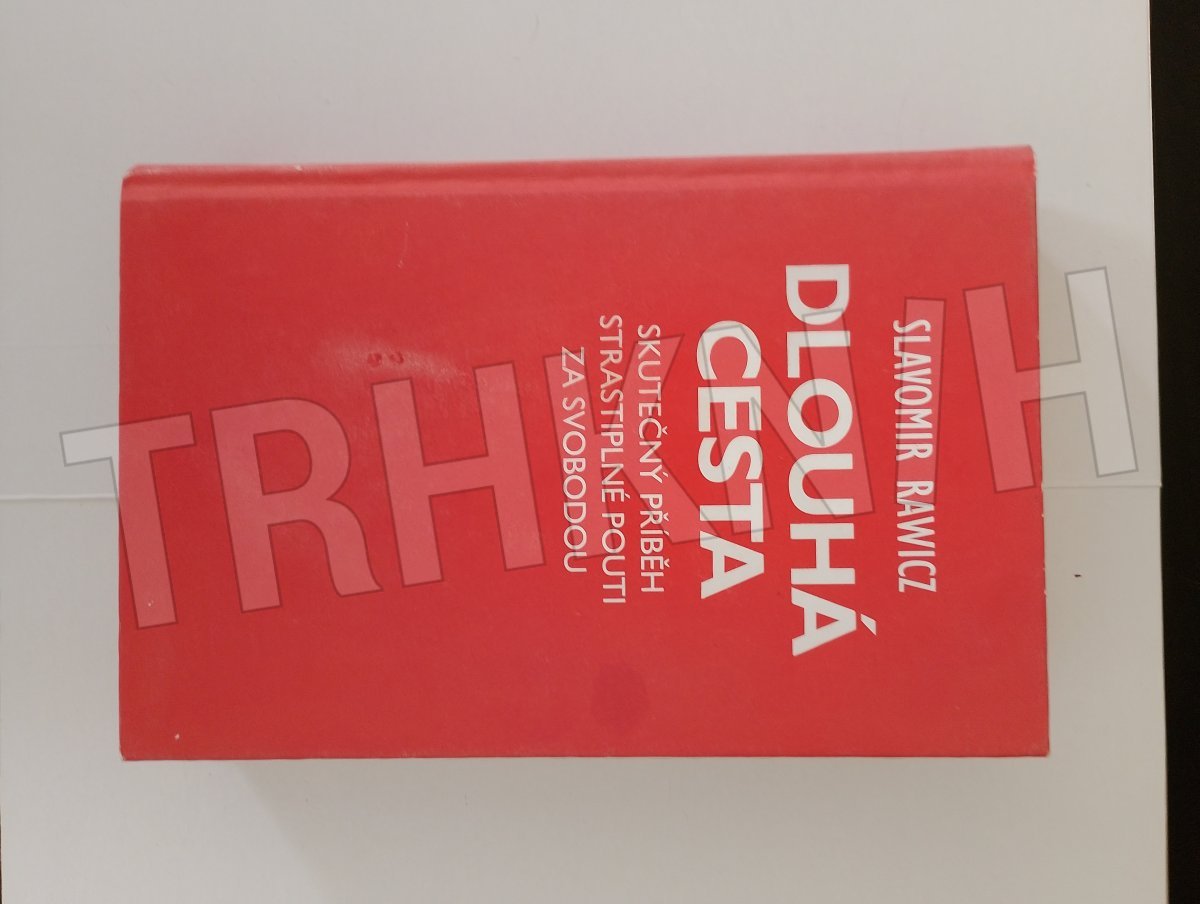 SLAVOMIR RAWICZ
DLOUHÁ
CESTA
SKUTEČNÝ PŘÍBĚH
STRASTIPLNÉ POUTI
ZA SVOBODOU
TRHKNIH